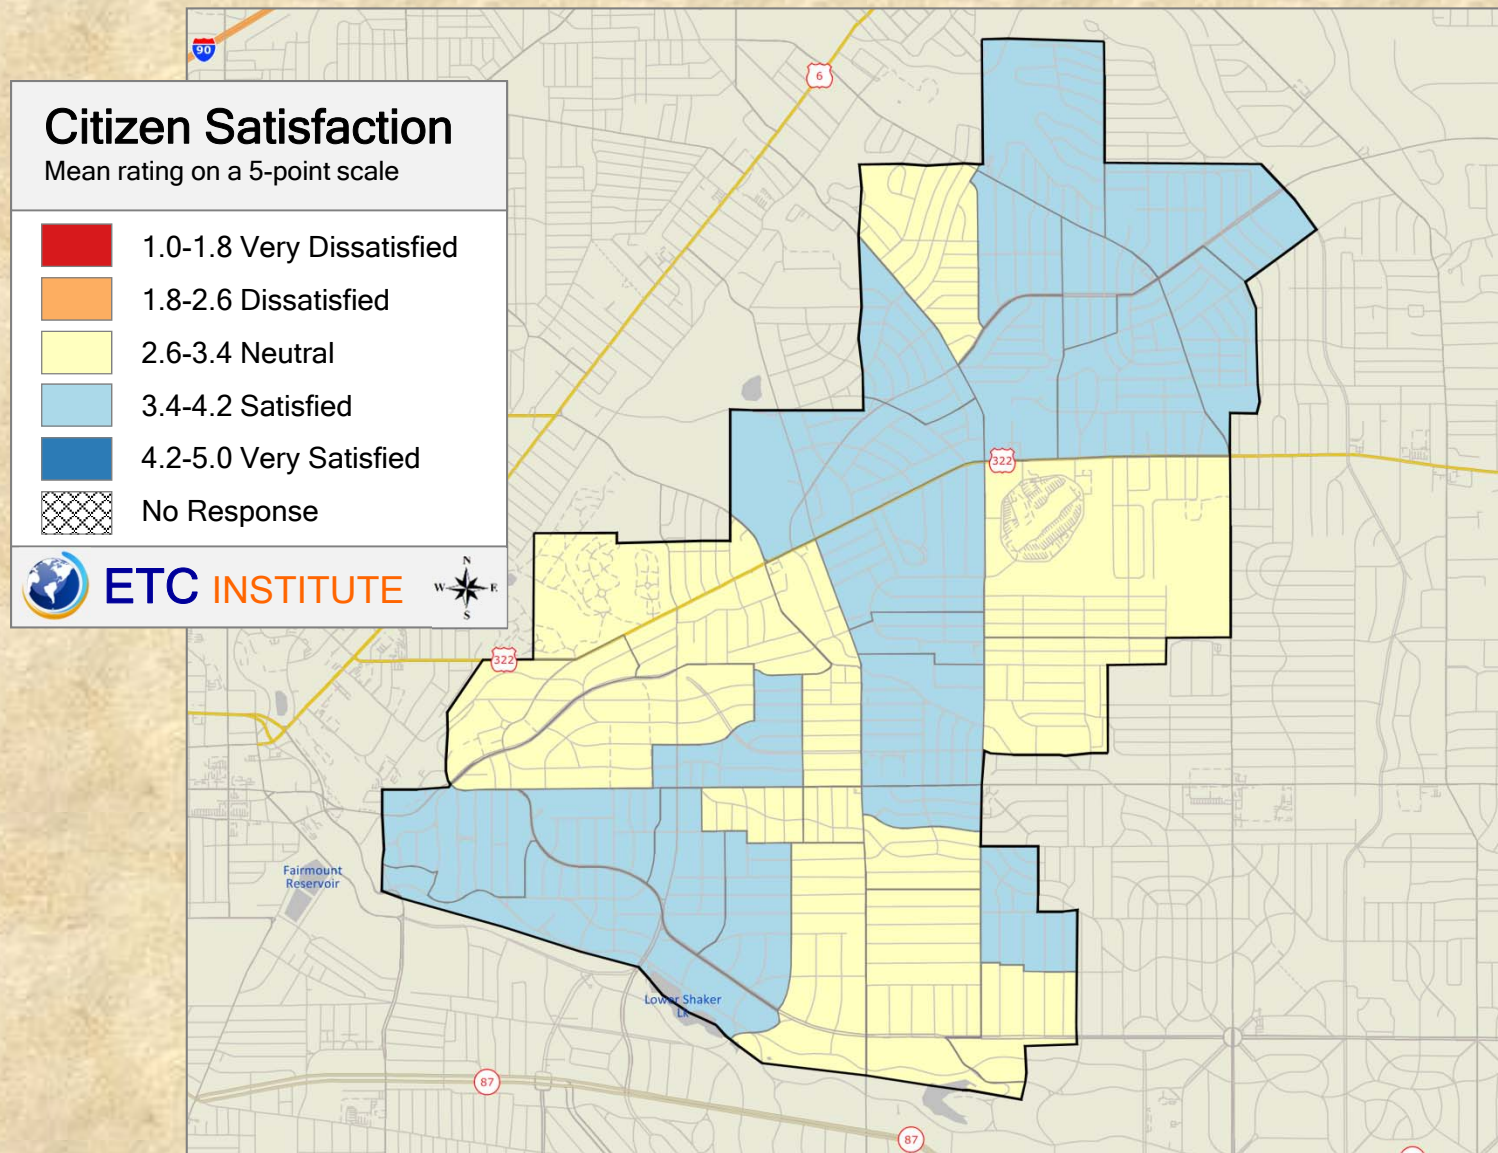 90
6
Citizen Satisfaction
Mean rating on a 5-point scale
1.0-1.8 Very Dissatisfied
1.8-2.6 Dissatisfied
2.6-3.4 Neutral
3.4-4.2 Satisfied
4.2-5.0 Very Satisfied
No Response
ETC INSTITUTE
N
W E
S
322
322
Fairmount
Reservoir
Lower Shaker
Lk
87
87